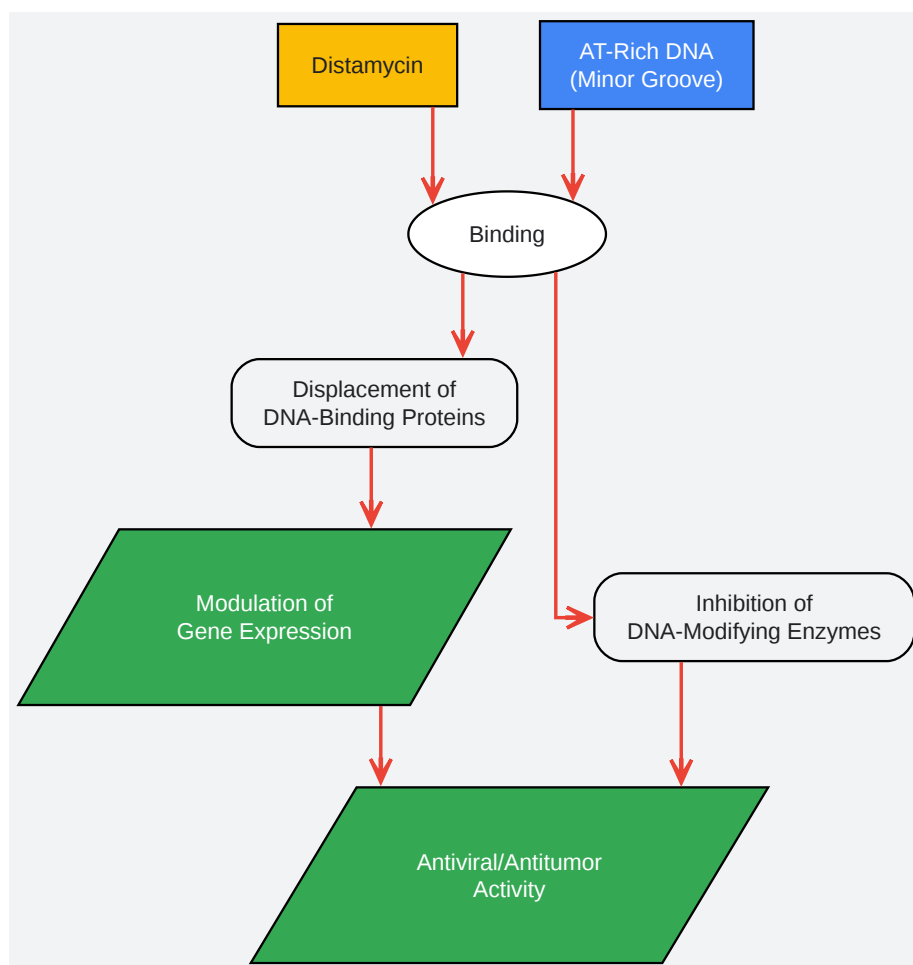 Distamycin
AT-Rich DNA
(Minor Groove)
Binding
Displacement of
DNA-Binding Proteins
Modulation of
Gene Expression
Inhibition of
DNA-Modifying Enzymes
Antiviral/Antitumor
Activity